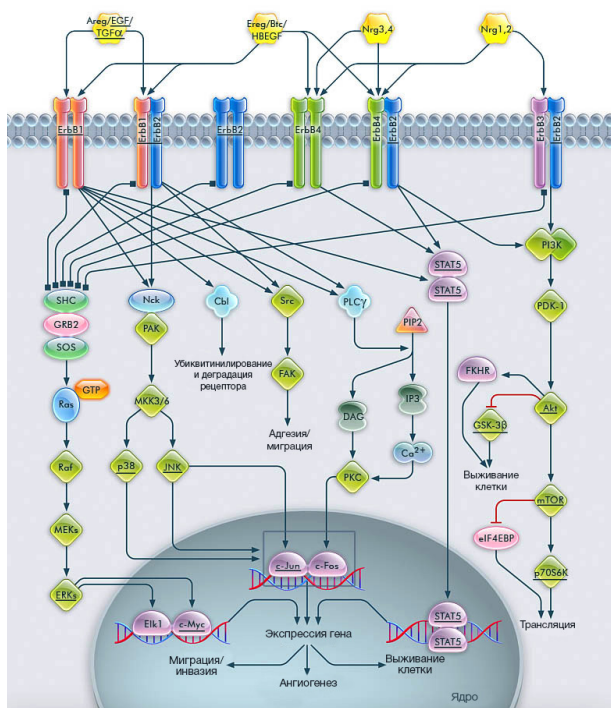 Areg/EGF/
TGFα
Ereg/Btc/
HBEGF
Nrg3,4
Nrg1,2
ErbB1
ErbB1
ErbB2
ErbB2
ErbB4
ErbB4
ErbB2
ErbB3
PI3K
STAT5
STAT5
SHC
Nck
Cbl
Src
PLCγ
GRB2
PAK
PIP2
PDK-1
SOS
Убиквитинилирование
и деградация
рецептора
FAK
FKHR
GTP
Ras
MKK3/6
DAG
IP3
Akt
GSK-3β
Адгезия/
миграция
Ca2+
Raf
p38
JNK
PKC
Выживание
клетки
mTOR
MEKs
eIF4EBP
c-Jun
c-Fos
p70S6K
ERKs
Elk1
c-Myc
STAT5
STAT5
Трансляция
Экспрессия гена
Миграция/
инвазия
Ангиогенез
Выживание
клетки
Ядро